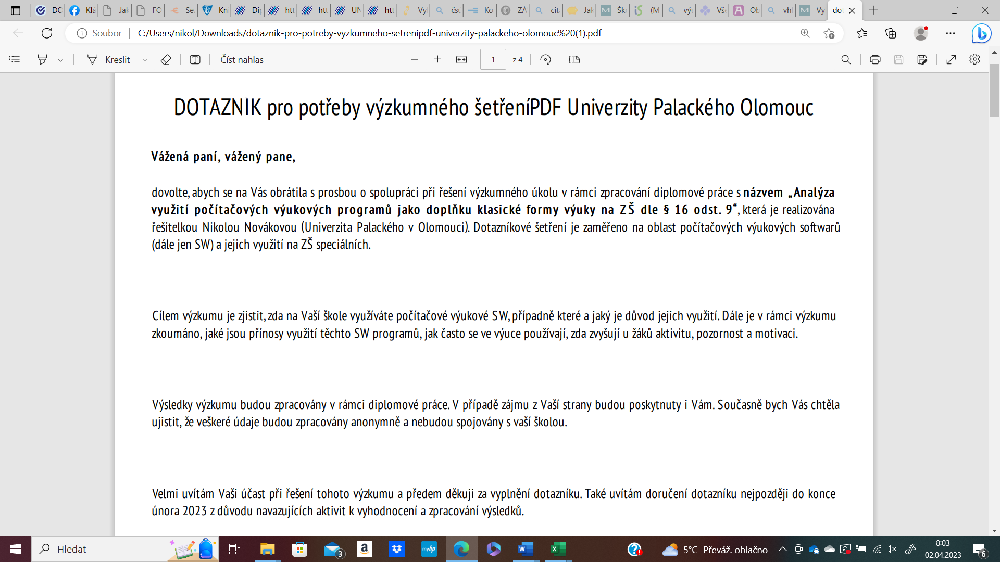 DC
Klá
Jak
FO
Se:
Kn
Dip
htt
htt
UN
htt
Vy
čsu
Ko
ZÁ
cit
Jak
Ško
(M
výu
Vše
Ob
vhl
Vy
dot
Soubor
C:/Users/nikol/Downloads/dotaznik-pro-potreby-vyzkumneho-setrenipdf-univerzity-palackeho-olomouc%20(1).pdf
Kreslit
Číst nahlas
1
z 4
DOTAZNIK pro potřeby výzkumného šetřeníPDF Univerzity Palackého Olomouc
Vážená paní, vážený pane,
dovolte, abych se na Vás obrátila s prosbou o spolupráci při řešení výzkumného úkolu v rámci zpracování diplomové práce s názvem „Analýza
využití počítačových výukových programů jako doplňku klasické formy výuky na ZŠ dle § 16 odst. 9“, která je realizována
řešitelkou Nikolou Novákovou (Univerzita Palackého v Olomouci). Dotazníkové šetření je zaměřeno na oblast počítačových výukových softwarů
(dále jen SW) a jejich využití na ZŠ speciálních.
Cílem výzkumu je zjistit, zda na Vaší škole využíváte počítačové výukové SW, případně které a jaký je důvod jejich využití. Dále je v rámci výzkumu
zkoumáno, jaké jsou přínosy využití těchto SW programů, jak často se ve výuce používají, zda zvyšují u žáků aktivitu, pozornost a motivaci.
Výsledky výzkumu budou zpracovány v rámci diplomové práce. V případě zájmu z Vaší strany budou poskytnuty i Vám. Současně bych Vás chtěla
ujistit, že veškeré údaje budou zpracovány anonymně a nebudou spojovány s vaší školou.
Velmi uvítám Vaši účast při řešení tohoto výzkumu a předem děkuji za vyplnění dotazníku. Také uvítám doručení dotazníku nejpozději do konce
února 2023 z důvodu navazujících aktivit k vyhodnocení a zpracování výsledků.
Hledat
3
5°C Převáž. oblačno
8:03
02.04.2023
6